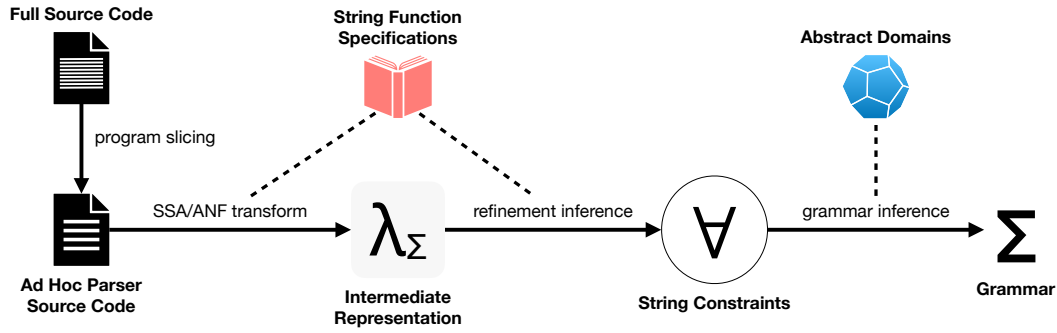 Full Source Code
String Function
Specifications
Abstract Domains
program slicing
SSA/ANF transform
refinement inference
grammar inference
λΣ
∀
Σ
Ad Hoc Parser
Source Code
Intermediate
Representation
String Constraints
Grammar